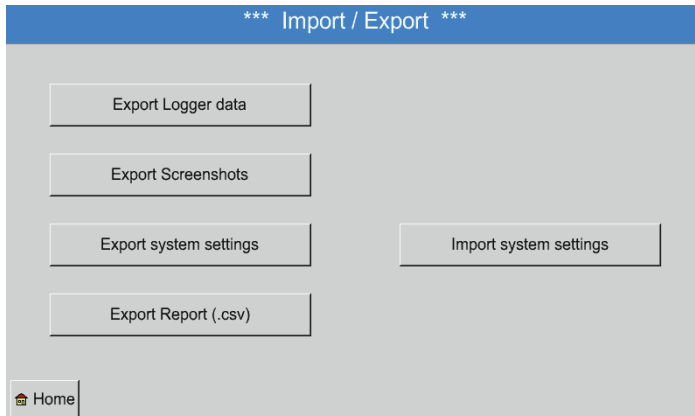 *** Import / Export ***
Export Logger data
Export Screenshots
Export system settings
Import system settings
Export Report (.csv)
Home